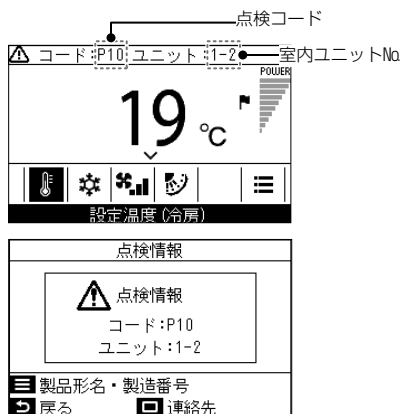 点検コード
コード:P10 ユニット:1-2
室内ユニットNo.
POWER
19 ℃
設定温度(冷房)
点検情報
点検情報
コード:P10
ユニット:1-2
製品形名・製造番号
戻る 連絡先